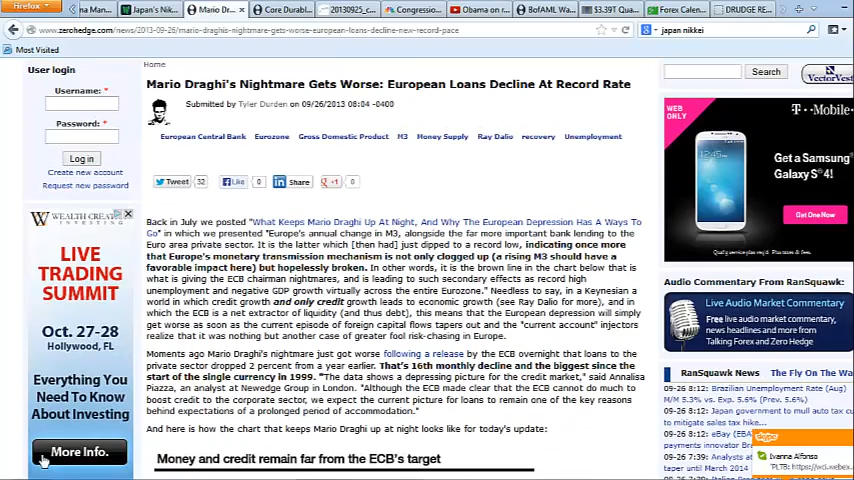 Firefox
na Man...
Japan's Nik...
Mario Dr...
Core Durabl...
20130925_c...
Congressio...
Obama on r...
BofAML Wa...
$3.39T Qua...
Forex Calen...
DRUDGE RE...
www.zerohedge.com/news/2013-09-26/mario-draghis-nightmare-gets-worse-european-loans-decline-new-record-pace
japan nikkei
Most Visited
User login
Username: *
Password: *
Log in
Create new account
Request new password
WEALTH CREAT
INVESTING
LIVE
TRADING
SUMMIT
Oct. 27-28
Hollywood, FL
Everything You
Need To Know
About Investing
More Info.
Home
Mario Draghi's Nightmare Gets Worse: European Loans Decline At Record Rate
Submitted by Tyler Durden on 09/26/2013 08:04 -0400
European Central Bank Eurozone Gross Domestic Product M3 Money Supply Ray Dalio recovery Unemployment
Tweet 32 Like 0 Share +1 0
Back in July we posted "What Keeps Mario Draghi Up At Night, And Why The European Depression Has A Ways To
Go" in which we presented "Europe's annual change in M3, alongside the far more important bank lending to the
Euro area private sector. It is the latter which [then had] just dipped to a record low, indicating once more
that Europe's monetary transmission mechanism is not only clogged up (a rising M3 should have a
favorable impact here) but hopelessly broken. In other words, it is the brown line in the chart below that is
what is giving the ECB chairman nightmares, and is leading to such secondary effects as record high
unemployment and negative GDP growth virtually across the entire Eurozone." Needless to say, in a Keynesian a
world in which credit growth and only credit growth leads to economic growth (see Ray Dalio for more), and in
which the ECB is a net extractor of liquidity (and thus debt), this means that the European depression will simply
get worse as soon as the current episode of foreign capital flows tapers out and the "current account" injectors
realize that it was nothing but another case of greater fool risk-chasing in Europe.
Moments ago Mario Draghi's nightmare just got worse following a release by the ECB overnight that loans to the
private sector dropped 2 percent from a year earlier. That's 16th monthly decline and the biggest since the
start of the single currency in 1999. "The data shows a depressing picture for the credit market," said Annalisa
Piazza, an analyst at Newedge Group in London. "Although the ECB made clear that the ECB cannot do much to
boost credit to the corporate sector, we expect the current picture for loans to remain one of the key reasons
behind expectations of a prolonged period of accommodation."
And here is how the chart that keeps Mario Draghi up at night looks like for today's update:
Money and credit remain far from the ECB's target
Search
VectorVest
WEB
ONLY
T··Mobile·
Get a Samsung
Galaxy S®4!
Get One Now
Qual'g service req'd. Plus taxes & fees.
Audio Commentary From RanSquawk
Live Audio Market Commentary
Free live audio market commentary,
news headlines and more from
Talking Forex and Zero Hedge
RanSquawk News The Fly On The Wa
09-26 8:12: Brazilian Unemployment Rate (Aug)
M/M 5.3% vs. Exp. 5.6% (Prev. 5.6%)
09-26 8:12: Japan government to mull auto tax cu
to mitigate sales tax hike...
09-26 7:47: eBay (EB
payments innovator Br
09-26 7:39: Analysts a
taper until March 2014
skype
Ivanna Alfonso
"PLTB: https://wci.webex.